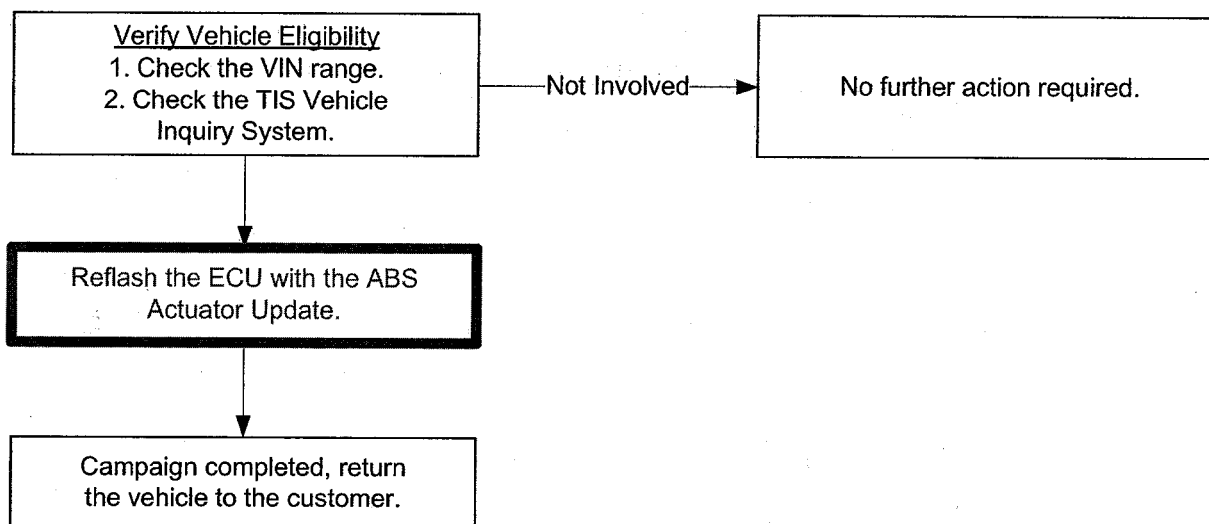 Verify Vehicle Eligibility
1. Check the VIN range.
2. Check the TIS Vehicle
Inquiry System.
Not Involved
No further action required.
Reflash the ECU with the ABS
Actuator Update.
Campaign completed, return
the vehicle to the customer.